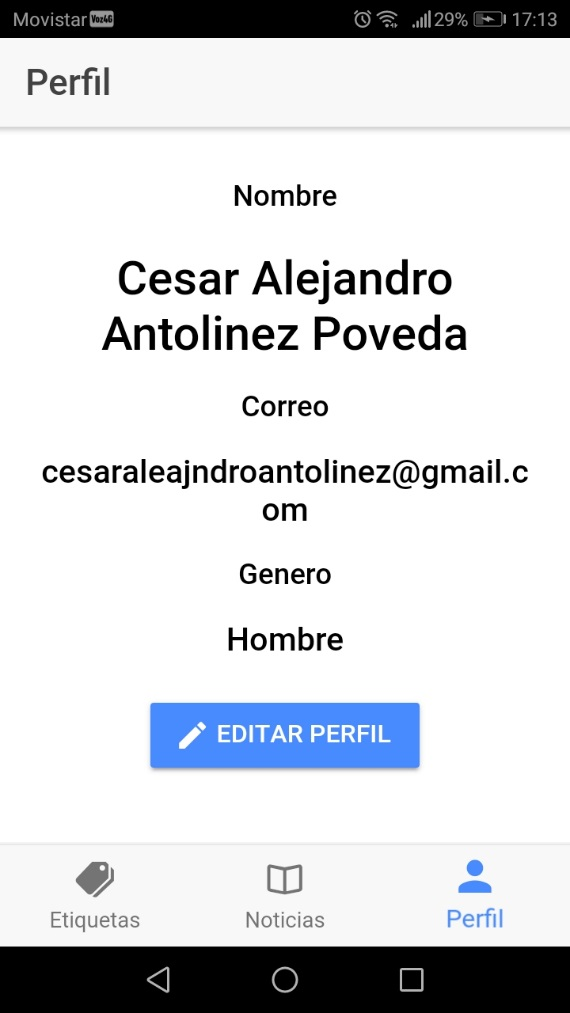 Movistar Voz4G 29% 17:13
Perfil
Nombre
Cesar Alejandro
Antolinez Poveda
Correo
cesaraleajndroantolinez@gmail.c
om
Genero
Hombre
EDITAR PERFIL
Etiquetas Noticias Perfil